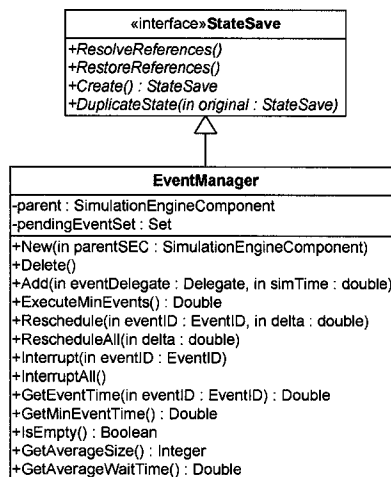 «interface»StateSave
+ResolveReferences()
+RestoreReferences()
+Create() : StateSave
+DuplicateState(in original : StateSave)
EventManager
-parent : SimulationEngineComponent
-pendingEventSet : Set
+New(in parentSEC : SimulationEngineComponent)
+Delete()
+Add(in eventDelegate : Delegate, in simTime : double)
+ExecuteMinEvents() : Double
+Reschedule(in eventID : EventID, in delta : double)
+RescheduleAll(in delta : double)
+Interrupt(in eventID : EventID)
+InterruptAll()
+GetEventTime(in eventID : EventID) : Double
+GetMinEventTime() : Double
+IsEmpty() : Boolean
+GetAverageSize() : Integer
+GetAverageWaitTime() : Double